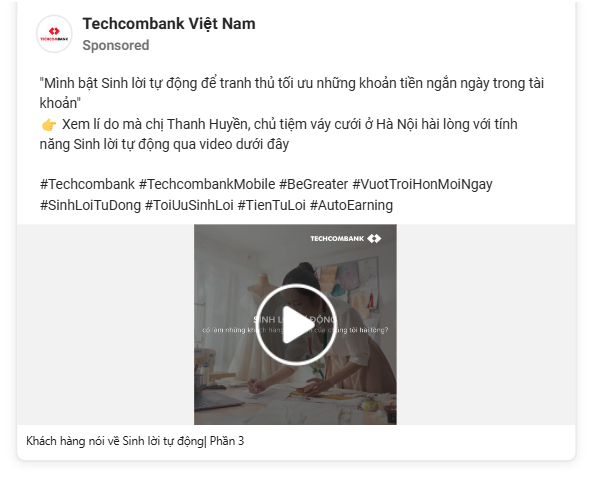 TECHCOMBANK
Techcombank Việt Nam
Sponsored
"Mình bật Sinh lời tự động để tranh thủ tối ưu những khoản tiền ngắn ngày trong tài
khoản"
👉 Xem lí do mà chị Thanh Huyền, chủ tiệm váy cưới ở Hà Nội hài lòng với tính
năng Sinh lời tự động qua video dưới đây
#Techcombank #TechcombankMobile #BeGreater #VuotTroiHonMoiNgay
#SinhLoiTuDong #ToiUuSinhLoi #TienTuLoi #AutoEarning
TECHCOMBANK
SINH ĐỘNG
có làm những của chúng tôi hài lòng?
Khách hàng nói về Sinh lời tự động| Phần 3